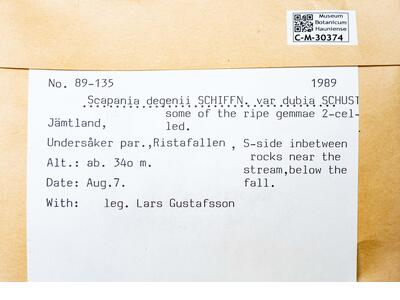 Museum
Botanicum
Hauniense
C-M-30374
No. 89-135 1989
Scapania degenii SCHIFFN. var dubia SCHUST
some of the ripe gemmae 2-cel-
Jämtland, led.
Undersåker par.,Ristafallen , S-side inbetween
rocks near the
Alt.: ab. 34o m. stream,below the
Date: Aug.7. fall.
With: leg. Lars Gustafsson